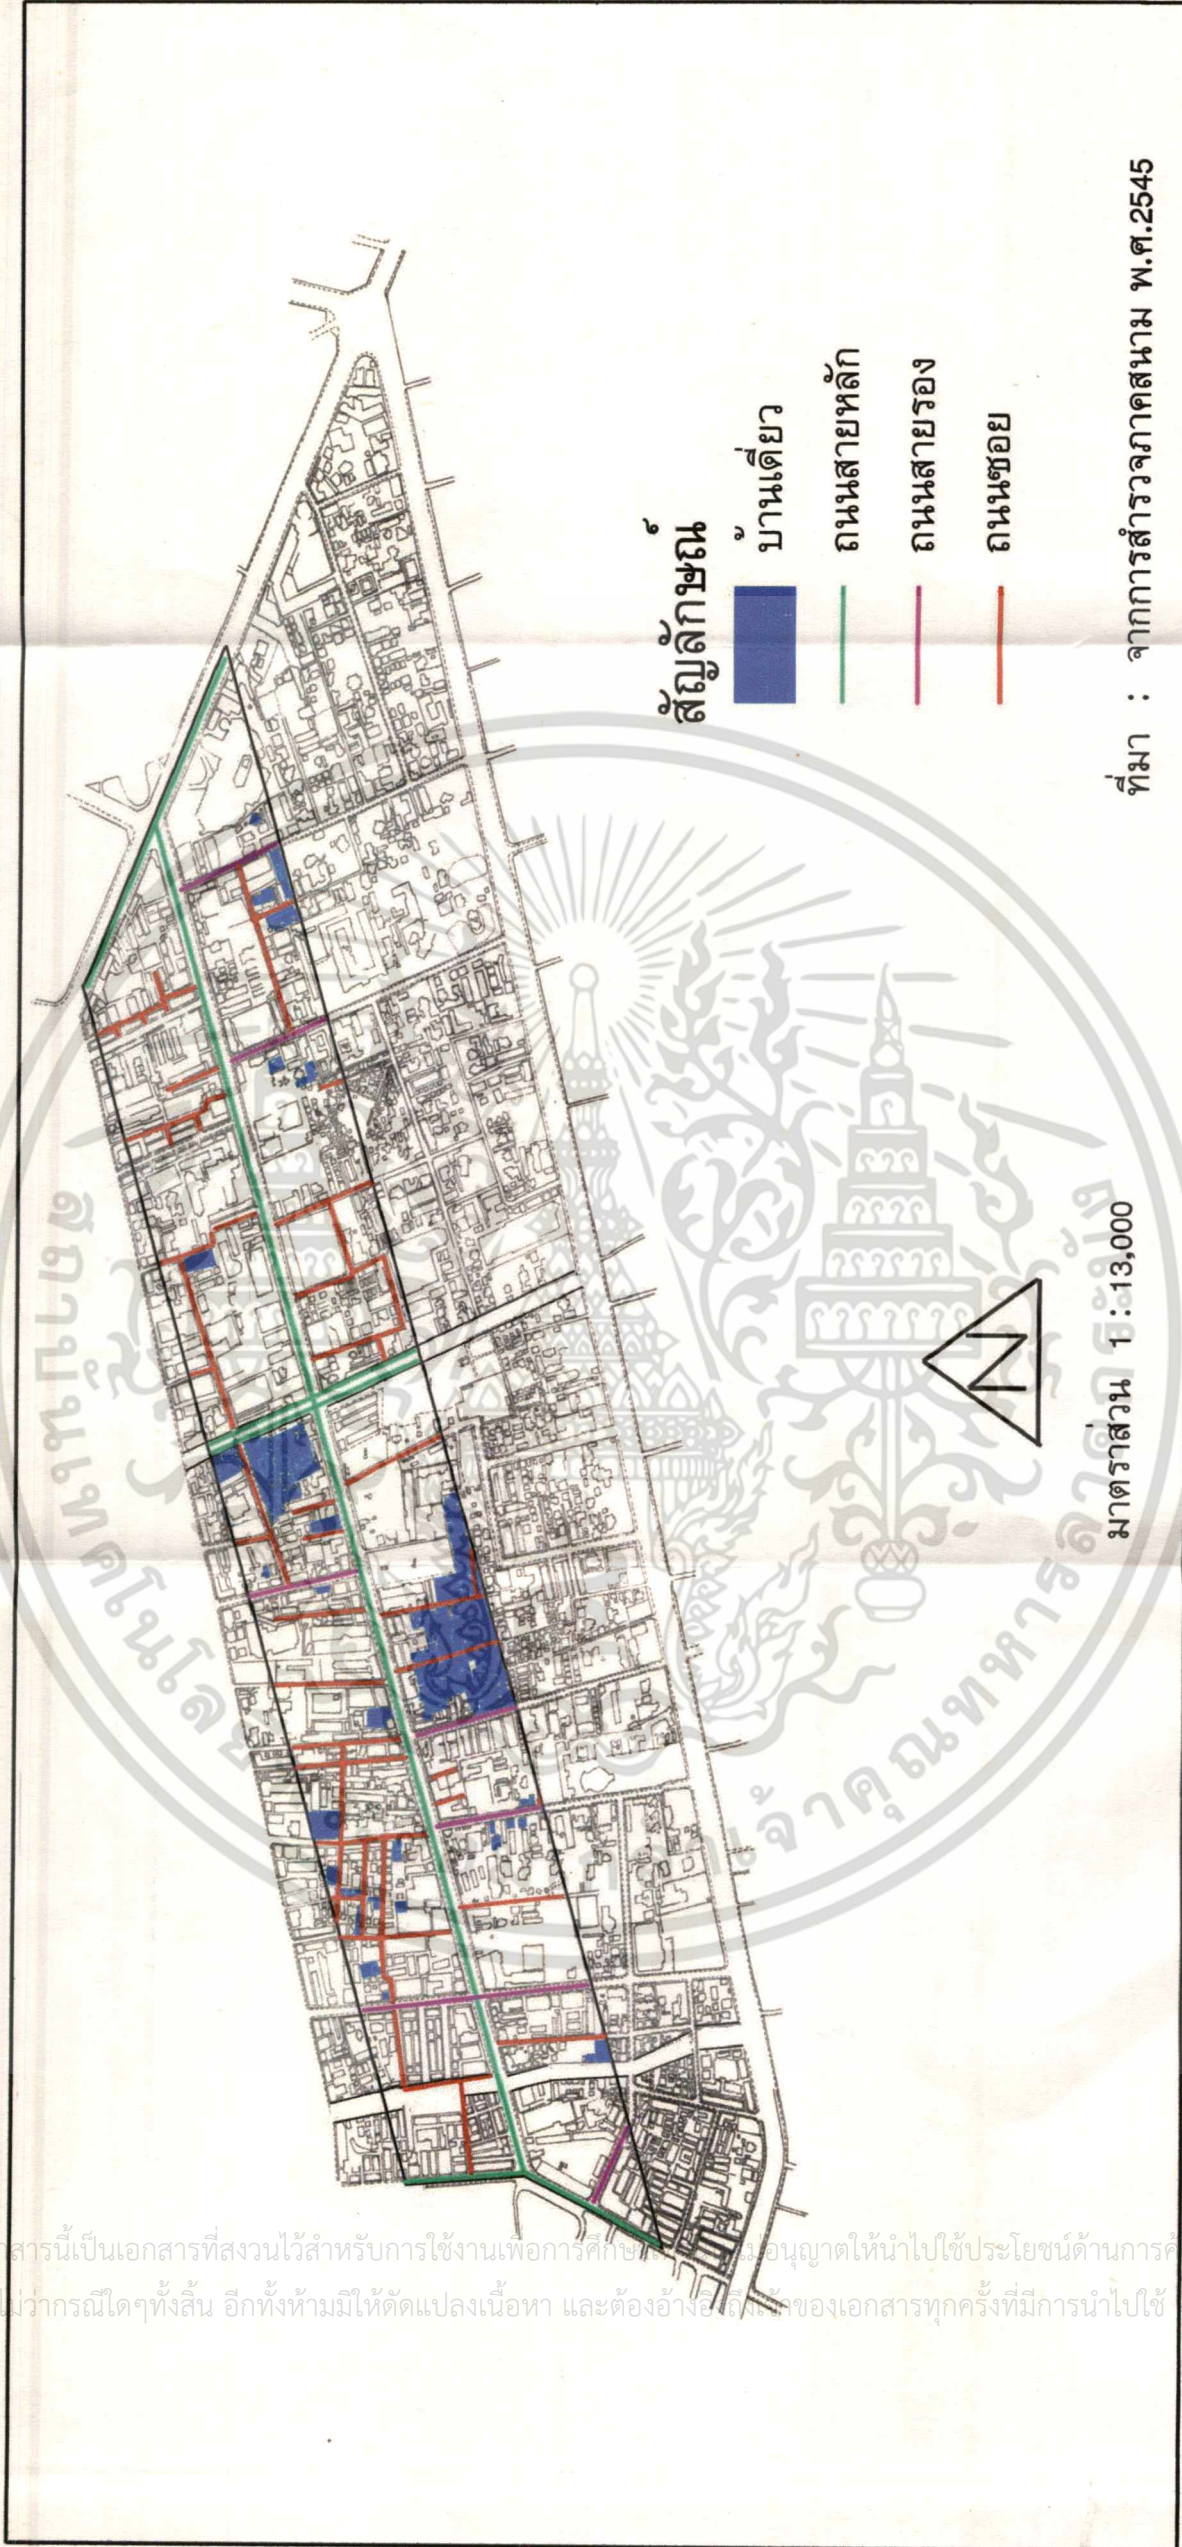 สัญลักษณ์
บ้านเดี่ยว
ถนนสายหลัก
ถนนสายรอง
ถนนซอย
N
มาตราส่วน 1 : 13,000
ที่มา : จากการสำรวจภาคสนาม พ.ศ.2545
สารนี้เป็นเอกสารที่สงวนไว้สำหรับการใช้งานเพื่อการศึกษา อนุญาตให้นำไปใช้ประโยชน์ด้านการค้
ไม่ว่ากรณีใดๆทั้งสิ้น อีกทั้งห้ามมิให้ดัดแปลงเนื้อหา และต้องอ้างอิงถึงเจ้าของเอกสารทุกครั้งที่มีการนำไปใช้